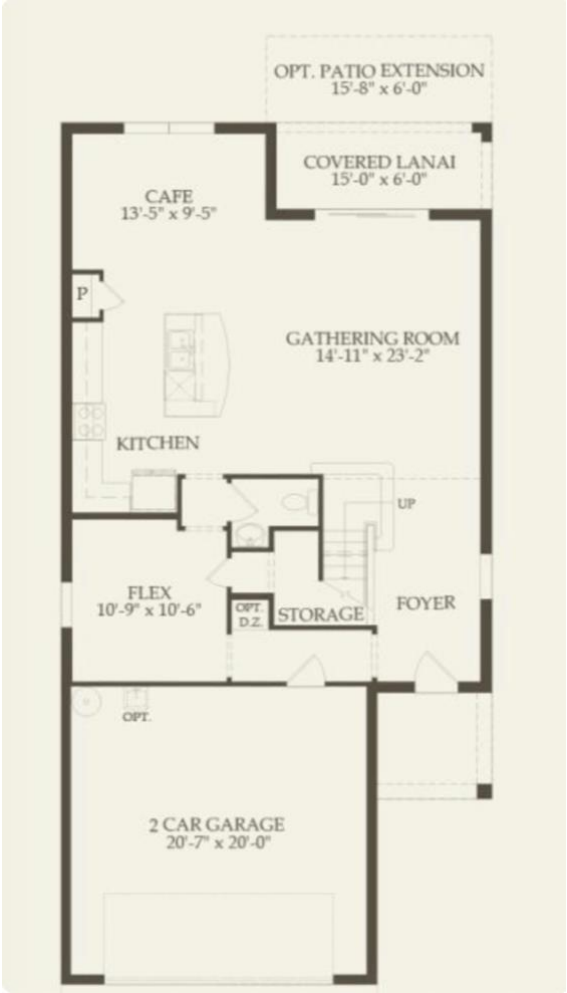 OPT. PATIO EXTENSION
15'-8" x 6'-0"
COVERED LANAI
15'-0" x 6'-0"
CAFE
13'-5" x 9'-5"
P
GATHERING ROOM
14'-11" x 23'-2"
KITCHEN
UP
FLEX
10'-9" x 10'-6"
OPT.
D.Z.
STORAGE
FOYER
OPT.
2 CAR GARAGE
20'-7" x 20'-0"